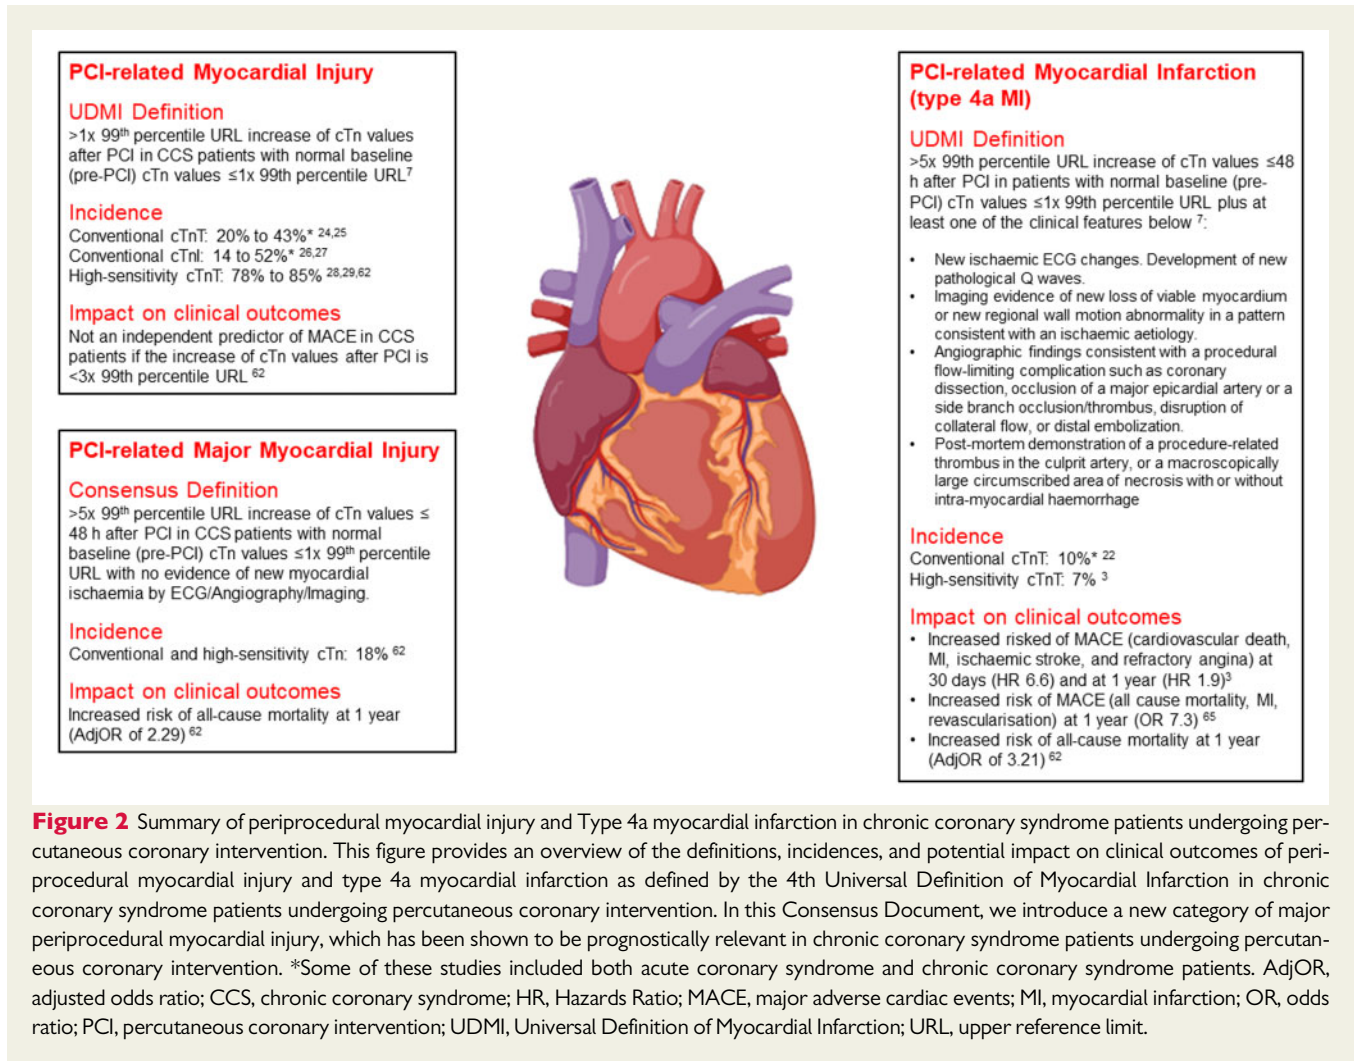 PCI-related Myocardial Injury
UDMI Definition
>1x 99th percentile URL increase of cTn values
after PCI in CCS patients with normal baseline
(pre-PCI) cTn values ≤1x 99th percentile URL7
Incidence
Conventional cTnT: 20% to 43%* 24,25
Conventional cTnI: 14 to 52%* 26,27
High-sensitivity cTnT: 78% to 85% 28,29,62
Impact on clinical outcomes
Not an independent predictor of MACE in CCS
patients if the increase of cTn values after PCI is
<3x 99th percentile URL 62
PCI-related Major Myocardial Injury
Consensus Definition
>5x 99th percentile URL increase of cTn values ≤
48 h after PCI in CCS patients with normal
baseline (pre-PCI) cTn values ≤1x 99th percentile
URL with no evidence of new myocardial
ischaemia by ECG/Angiography/Imaging.
Incidence
Conventional and high-sensitivity cTn: 18% 62
Impact on clinical outcomes
Increased risk of all-cause mortality at 1 year
(AdjOR of 2.29) 62
PCI-related Myocardial Infarction
(type 4a MI)
UDMI Definition
>5x 99th percentile URL increase of cTn values ≤48
h after PCI in patients with normal baseline (pre-
PCI) cTn values ≤1x 99th percentile URL plus at
least one of the clinical features below 7:
• New ischaemic ECG changes. Development of new
pathological Q waves.
• Imaging evidence of new loss of viable myocardium
or new regional wall motion abnormality in a pattern
consistent with an ischaemic aetiology.
• Angiographic findings consistent with a procedural
flow-limiting complication such as coronary
dissection, occlusion of a major epicardial artery or a
side branch occlusion/thrombus, disruption of
collateral flow, or distal embolization.
• Post-mortem demonstration of a procedure-related
thrombus in the culprit artery, or a macroscopically
large circumscribed area of necrosis with or without
intra-myocardial haemorrhage
Incidence
Conventional cTnT: 10%* 22
High-sensitivity cTnT: 7% 3
Impact on clinical outcomes
• Increased risked of MACE (cardiovascular death,
MI, ischaemic stroke, and refractory angina) at
30 days (HR 6.6) and at 1 year (HR 1.9)3
• Increased risk of MACE (all cause mortality, MI,
revascularisation) at 1 year (OR 7.3) 65
• Increased risk of all-cause mortality at 1 year
(AdjOR of 3.21) 62
Figure 2 Summary of periprocedural myocardial injury and Type 4a myocardial infarction in chronic coronary syndrome patients undergoing per-
cutaneous coronary intervention. This figure provides an overview of the definitions, incidences, and potential impact on clinical outcomes of peri-
procedural myocardial injury and type 4a myocardial infarction as defined by the 4th Universal Definition of Myocardial Infarction in chronic
coronary syndrome patients undergoing percutaneous coronary intervention. In this Consensus Document, we introduce a new category of major
periprocedural myocardial injury, which has been shown to be prognostically relevant in chronic coronary syndrome patients undergoing percutan-
eous coronary intervention. *Some of these studies included both acute coronary syndrome and chronic coronary syndrome patients. AdjOR,
adjusted odds ratio; CCS, chronic coronary syndrome; HR, Hazards Ratio; MACE, major adverse cardiac events; MI, myocardial infarction; OR, odds
ratio; PCI, percutaneous coronary intervention; UDMI, Universal Definition of Myocardial Infarction; URL, upper reference limit.